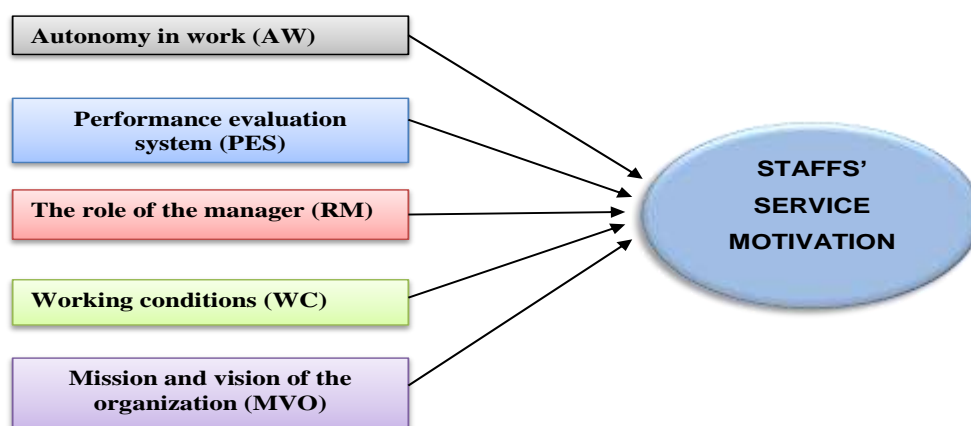 Autonomy in work (AW)
Performance evaluation
system (PES)
The role of the manager (RM)
Working conditions (WC)
Mission and vision of the
organization (MVO)
STAFFS’
SERVICE
MOTIVATION